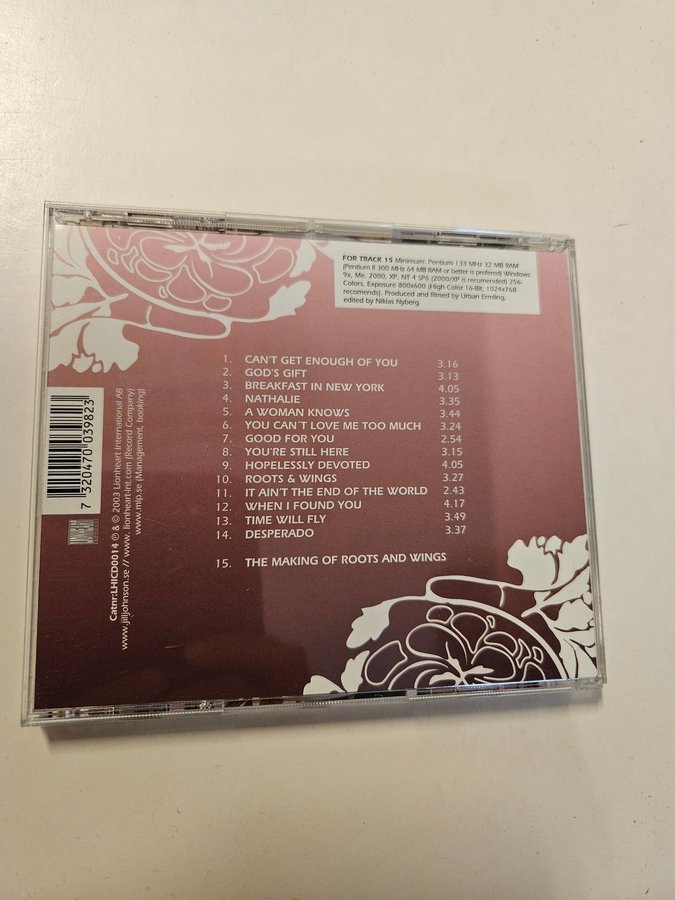 FOR TRACK 15 Minimum: Pentium 133 MHz 32 MB RAM
(Pentium II 300 MHz 64 MB RAM or better is prefered) Windows
9x, Me, 2000, XP, NT 4 SP6 (2000/XP is recomended) 256-
Colors, Exposure 800x600 (High Color 16-Bit, 1024x768
recomends). Produced and filmed by Urban Ermling,
edited by Niklas Nyberg
1. CAN'T GET ENOUGH OF YOU 3.16
2. GOD'S GIFT 3.13
3. BREAKFAST IN NEW YORK 4.05
4. NATHALIE 3.35
5. A WOMAN KNOWS 3.44
6. YOU CAN´T LOVE ME TOO MUCH 3.24
7. GOOD FOR YOU 2.54
8. YOU'RE STILL HERE 3.15
9. HOPELESSLY DEVOTED 4.05
10. ROOTS & WINGS 3.27
11. IT AIN'T THE END OF THE WORLD 2.43
12. WHEN I FOUND YOU 4.17
13. TIME WILL FLY 3.49
14. DESPERADO 3.37
15. THE MAKING OF ROOTS AND WINGS
7 320470 039823
Catnr:LHICD0014 ℗ & © 2003 Lionheart International AB
www.jilljohnson.se // www.lionheart-int.com (Record Company)
www.mlp.se (Management, booking)